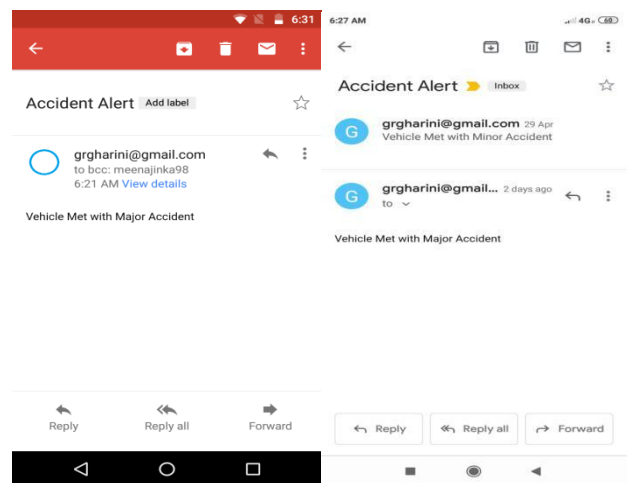 6:31
Accident Alert Add label
grgharini@gmail.com
to bcc: meenajinka98
6:21 AM View details
Vehicle Met with Major Accident
Reply Reply all Forward
6:27 AM 4G+ 60
Accident Alert Inbox
G grgharini@gmail.com 29 Apr
Vehicle Met with Minor Accident
G grgharini@gmail... 2 days ago
to
Vehicle Met with Major Accident
Reply Reply all Forward